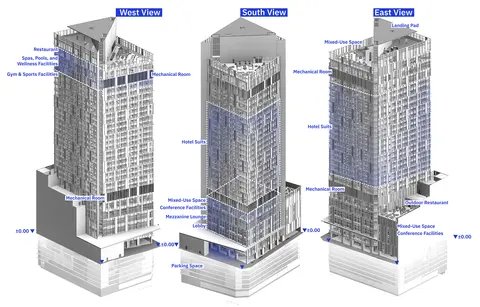 West View
South View
East View
Landing Pad
Mixed-Use Space
Restaurant
Spas, Pools, and
Wellness Facilities
Gym & Sports Facilities
Mechanical Room
Mechanical Room
Hotel Suits
Hotel Suits
Mechanical Room
Mechanical Room
Mixed-Use Space
Conference Facilities
Mezzanine Lounge
Lobby
Outdoor Restaurant
Mixed-Use Space
Conference Facilities
±0.00
±0.00
±0.00
±0.00
Parking Space